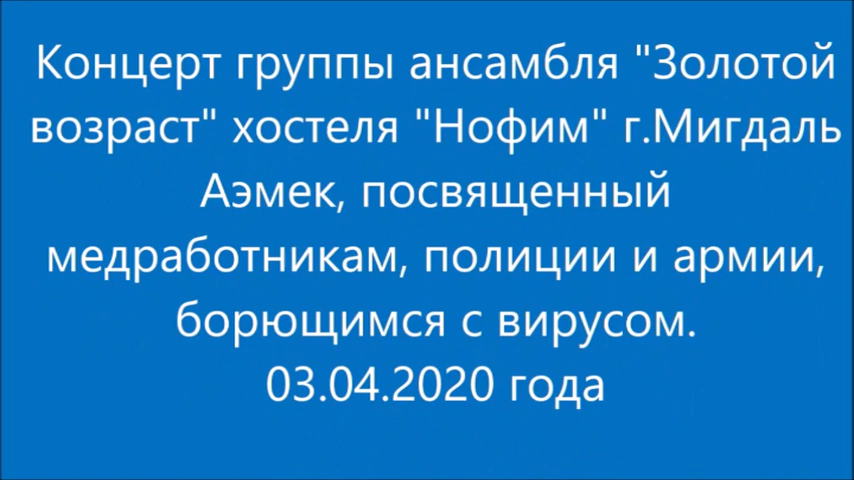 Концерт группы ансамбля "Золотой
возраст" хостеля "Нофим" г.Мигдаль
Аэмек, посвященный
медработникам, полиции и армии,
борющимся с вирусом.
03.04.2020 года